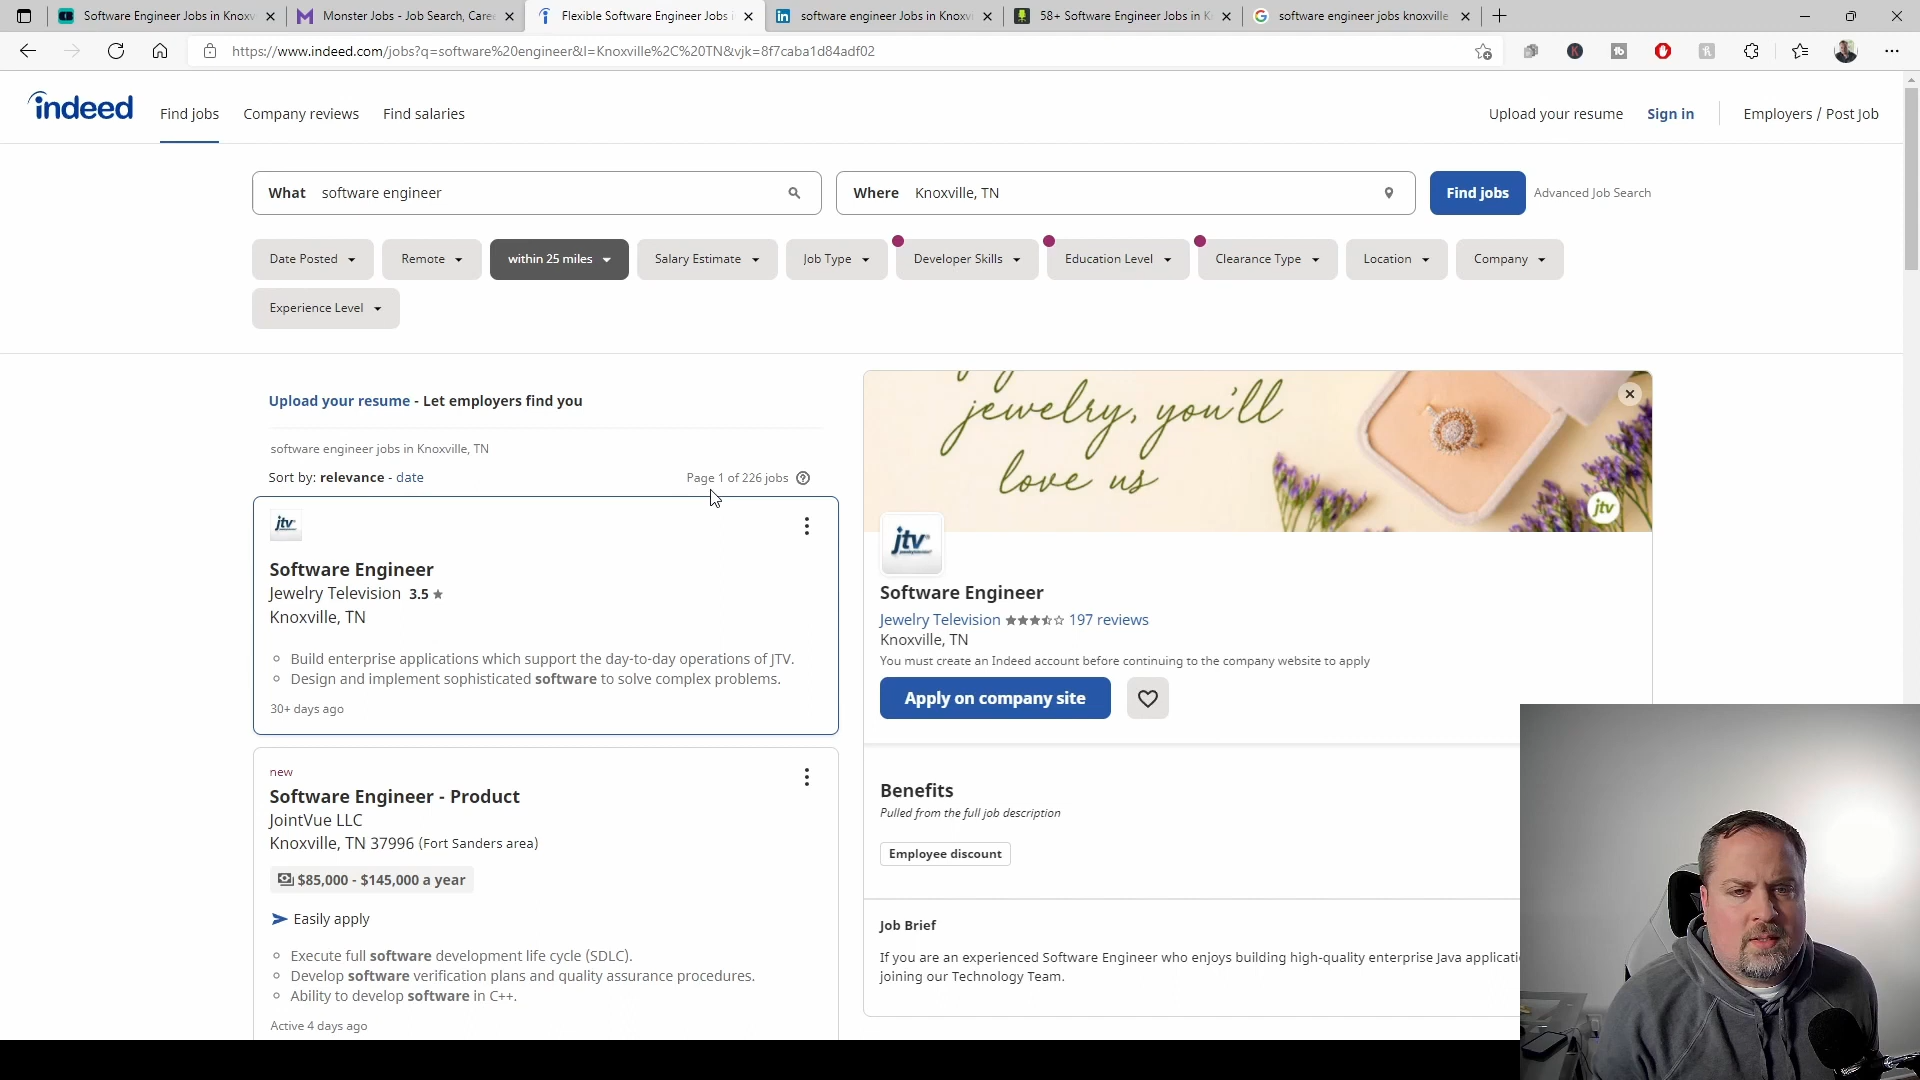 Software Engineer Jobs in Knoxv
Monster Jobs - Job Search, Caree
Flexible Software Engineer Jobs i
software engineer Jobs in Knoxvi
58+ Software Engineer Jobs in K
software engineer jobs knoxville
https://www.indeed.com/jobs?q=software%20engineer&l=Knoxville%2C%20TN&vjk=8f7caba1d84adf02
indeed
Find jobs
Company reviews
Find salaries
Upload your resume
Sign in
Employers / Post Job
What software engineer
Where Knoxville, TN
Find jobs
Advanced Job Search
Date Posted
Remote
within 25 miles
Salary Estimate
Job Type
Developer Skills
Education Level
Clearance Type
Location
Company
Experience Level
Upload your resume - Let employers find you
software engineer jobs in Knoxville, TN
Sort by: relevance - date
Page 1 of 226 jobs
jtv
Software Engineer
Jewelry Television 3.5
Knoxville, TN
Build enterprise applications which support the day-to-day operations of JTV.
Design and implement sophisticated software to solve complex problems.
30+ days ago
new
Software Engineer - Product
JointVue LLC
Knoxville, TN 37996 (Fort Sanders area)
$85,000 - $145,000 a year
Easily apply
Execute full software development life cycle (SDLC).
Develop software verification plans and quality assurance procedures.
Ability to develop software in C++.
Active 4 days ago
jewelry, you'll
love us
jtv
jtv
Software Engineer
Jewelry Television 197 reviews
Knoxville, TN
You must create an Indeed account before continuing to the company website to apply
Apply on company site
Benefits
Pulled from the full job description
Employee discount
Job Brief
If you are an experienced Software Engineer who enjoys building high-quality enterprise Java applicati
joining our Technology Team.